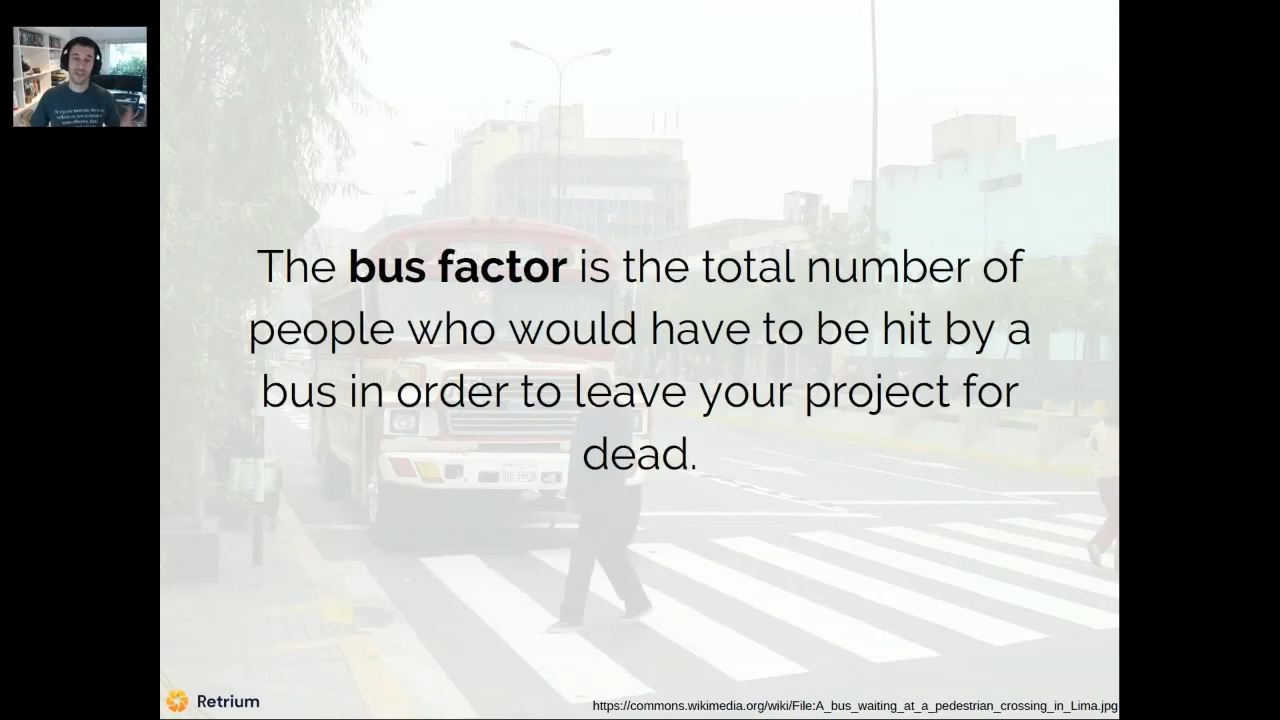 The bus factor is the total number of
people who would have to be hit by a
bus in order to leave your project for
dead.
Retrium
https://commons.wikimedia.org/wiki/File:A_bus_waiting_at_a_pedestrian_crossing_in_Lima.jpg